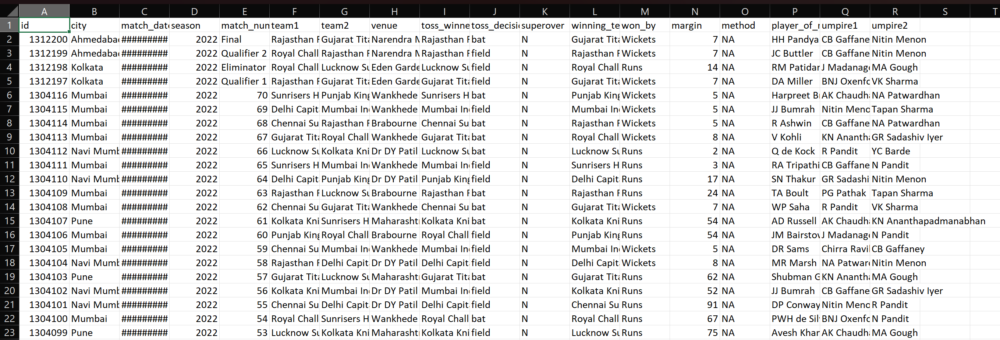 A B C D E F G H I J K L M N O P Q R S T
1 id city match_date season match_num team1 team2 venue toss_winne toss_decisi superover winning_te won_by margin method player_of_ umpire1 umpire2
2 1312200 Ahmedaba ######### 2022 Final Rajasthan Gujarat Tit Narendra Rajasthan bat N Gujarat Tit Wickets 7 NA HH Pandya CB Gaffane Nitin Menon
3 1312199 Ahmedaba ######### 2022 Qualifier 2 Royal Chall Rajasthan Narendra Rajasthan field N Rajasthan Wickets 7 NA JC Buttler CB Gaffane Nitin Menon
4 1312198 Kolkata ######### 2022 Eliminator Royal Chall Lucknow Su Eden Garde Lucknow Su field N Royal Chall Runs 14 NA RM Patidar J Madanag MA Gough
5 1312197 Kolkata ######### 2022 Qualifier 1 Rajasthan Gujarat Tit Eden Garde Gujarat Tit field N Gujarat Tit Wickets 7 NA DA Miller BNJ Oxenfo VK Sharma
6 1304116 Mumbai ######### 2022 70 Sunrisers H Punjab King Wankhede Sunrisers H bat N Punjab King Wickets 5 NA Harpreet B AK Chaudh NA Patwardhan
7 1304115 Mumbai ######### 2022 69 Delhi Capit Mumbai In Wankhede Mumbai In field N Mumbai In Wickets 5 NA JJ Bumrah Nitin Meno Tapan Sharma
8 1304114 Mumbai ######### 2022 68 Chennai Su Rajasthan Brabourne Chennai Su bat N Rajasthan Wickets 5 NA R Ashwin CB Gaffane NA Patwardhan
9 1304113 Mumbai ######### 2022 67 Gujarat Tit Royal Chall Wankhede Gujarat Tit bat N Royal Chall Wickets 8 NA V Kohli KN Ananth GR Sadashiv Iyer
10 1304112 Navi Mumb ######### 2022 66 Lucknow Su Kolkata Kni Dr DY Patil Lucknow Su bat N Lucknow Su Runs 2 NA Q de Kock R Pandit YC Barde
11 1304111 Mumbai ######### 2022 65 Sunrisers H Mumbai In Wankhede Mumbai In field N Sunrisers H Runs 3 NA RA Tripathi CB Gaffane N Pandit
12 1304110 Navi Mumb ######### 2022 64 Delhi Capit Punjab King Dr DY Patil Punjab King field N Delhi Capit Runs 17 NA SN Thakur GR Sadashi Nitin Menon
13 1304109 Mumbai ######### 2022 63 Rajasthan Lucknow Su Brabourne Rajasthan bat N Rajasthan Runs 24 NA TA Boult PG Pathak Tapan Sharma
14 1304108 Mumbai ######### 2022 62 Chennai Su Gujarat Tit Wankhede Chennai Su bat N Gujarat Tit Wickets 7 NA WP Saha R Pandit VK Sharma
15 1304107 Pune ######### 2022 61 Kolkata Kni Sunrisers H Maharasht Kolkata Kni bat N Kolkata Kni Runs 54 NA AD Russell AK Chaudh KN Ananthapadmanabhan
16 1304106 Mumbai ######### 2022 60 Punjab King Royal Chall Brabourne Royal Chall field N Punjab King Runs 54 NA JM Bairstov J Madanag N Pandit
17 1304105 Mumbai ######### 2022 59 Chennai Su Mumbai In Wankhede Mumbai In field N Mumbai In Wickets 5 NA DR Sams Chirra Ravi CB Gaffaney
18 1304104 Navi Mumb ######### 2022 58 Rajasthan Delhi Capit Dr DY Patil Delhi Capit field N Delhi Capit Wickets 8 NA MR Marsh NA Patwar Nitin Menon
19 1304103 Pune ######### 2022 57 Gujarat Tit Lucknow Su Maharasht Gujarat Tit bat N Gujarat Tit Runs 62 NA Shubman G KN Ananth MA Gough
20 1304102 Navi Mumb ######### 2022 56 Kolkata Kni Mumbai In Dr DY Patil Mumbai In field N Kolkata Kni Runs 52 NA JJ Bumrah CB Gaffane GR Sadashiv Iyer
21 1304101 Navi Mumb ######### 2022 55 Chennai Su Delhi Capit Dr DY Patil Delhi Capit field N Chennai Su Runs 91 NA DP Conway Nitin Meno R Pandit
22 1304100 Mumbai ######### 2022 54 Royal Chall Sunrisers H Wankhede Royal Chall bat N Royal Chall Runs 67 NA PWH de Sil BNJ Oxenfo N Pandit
23 1304099 Pune ######### 2022 53 Lucknow Su Kolkata Kni Maharasht Kolkata Kni field N Lucknow Su Runs 75 NA Avesh Khan AK Chaudh MA Gough